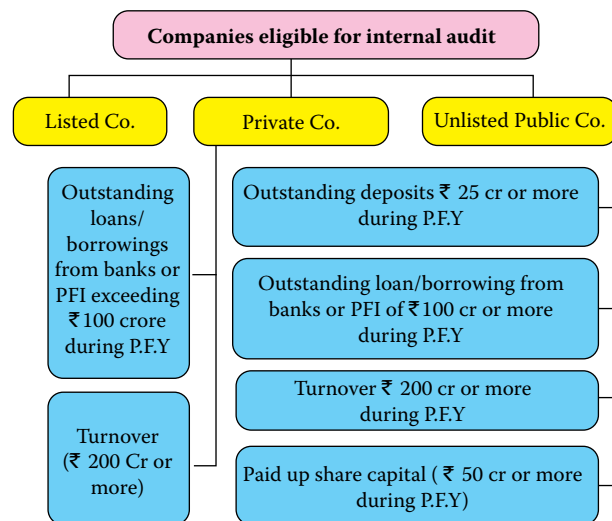 Companies eligible for internal audit
Listed Co.
Private Co.
Unlisted Public Co.
Outstanding
loans/
borrowings
from banks or
PFI exceeding
₹100 crore
during P.F.Y
Turnover
(₹ 200 Cr or
more)
Outstanding deposits ₹ 25 cr or more
during P.F.Y
Outstanding loan/borrowing from
banks or PFI of ₹100 cr or more
during P.F.Y
Turnover ₹ 200 cr or more
during P.F.Y
Paid up share capital ( ₹ 50 cr or more
during P.F.Y)